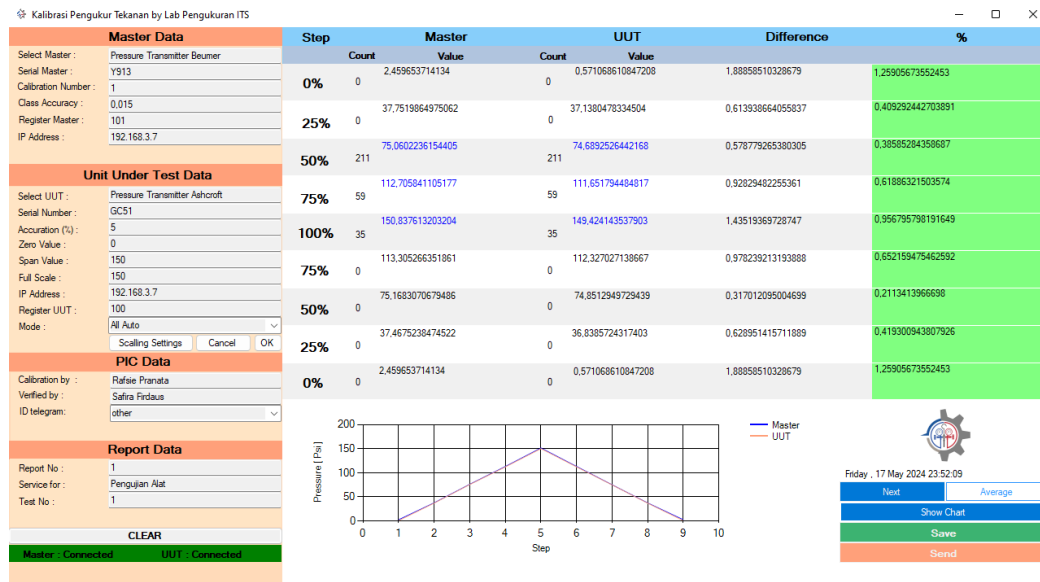 Kalibrasi Pengukur Tekanan by Lab Pengukuran ITS
Master Data
Select Master : Pressure Transmitter Beumer
Serial Master : Y913
Calibration Number : 1
Class Accuracy : 0,015
Register Master : 101
IP Address : 192.168.3.7
Unit Under Test Data
Select UUT : Pressure Transmitter Ashcroft
Serial Number : GC51
Accuration (%) : 5
Zero Value : 0
Span Value : 150
Full Scale : 150
IP Address : 192.168.3.7
Register UUT : 100
Mode : All Auto
Scalling Settings Cancel OK
PIC Data
Calibration by : Rafsie Pranata
Verified by : Safira Firdaus
ID telegram: other
Report Data
Report No : 1
Service for : Pengujian Alat
Test No : 1
CLEAR
Master : Connected UUT : Connected
Step Master UUT Difference %
Count Value Count Value
0% 0 2,459653714134 0 0,571068610847208 1,88858510328679 1,25905673552453
25% 0 37,7519864975062 0 37,1380478334504 0,613938664055837 0,409292442703891
50% 211 75,0602236154405 211 74,6892526442168 0,578779265380305 0,38585284358687
75% 59 112,705841105177 59 111,651794484817 0,92829482255361 0,61886321503574
100% 35 150,837613203204 35 149,424143537903 1,43519369728747 0,956795798191649
75% 0 113,305266351861 0 112,327027138667 0,978239213193888 0,652159475462592
50% 0 75,1683070679486 0 74,8512949729439 0,317012095004699 0,2113413966698
25% 0 37,4675238474522 0 36,8385724317403 0,628951415711889 0,419300943807926
0% 0 2,459653714134 0 0,571068610847208 1,88858510328679 1,25905673552453
200
150
100
50
0
Pressure [ Psi ]
0 1 2 3 4 5 6 7 8 9 10
Step
Master
UUT
Friday , 17 May 2024 23:52:09
Next Average
Show Chart
Save
Send